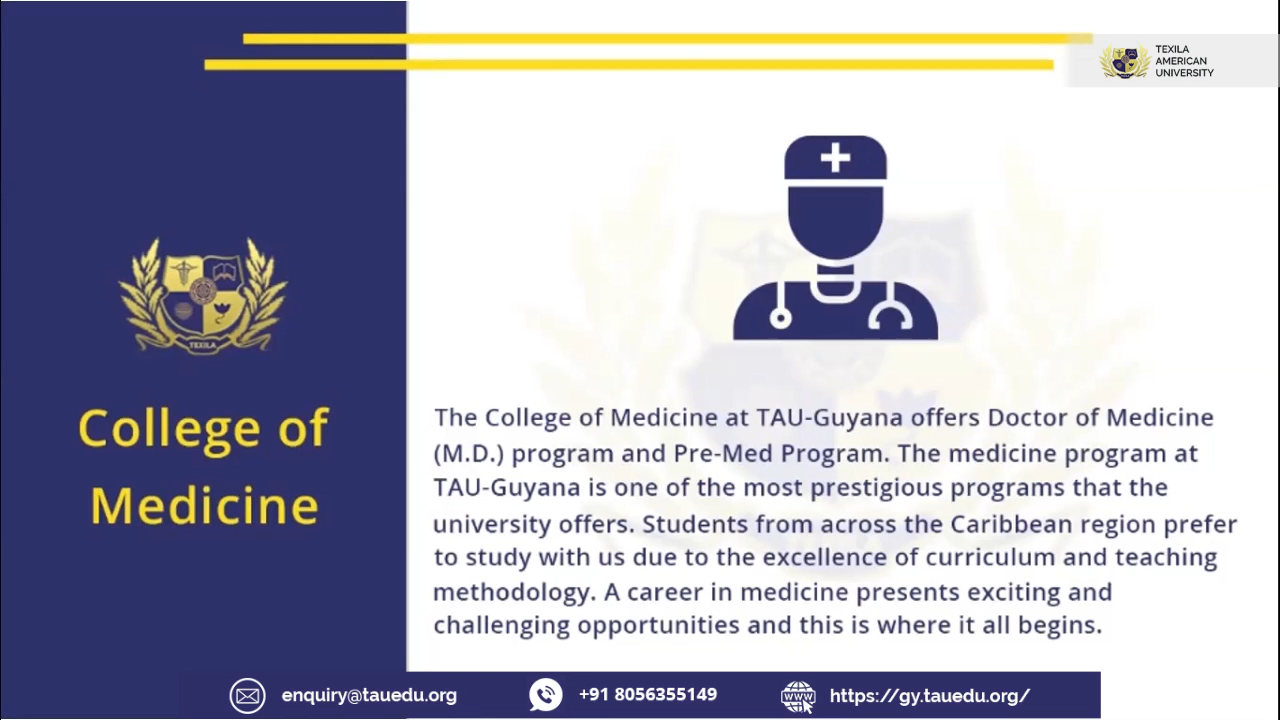 TEXILA
AMERICAN
UNIVERSITY
TEXILA
College of
Medicine
The College of Medicine at TAU-Guyana offers Doctor of Medicine
(M.D.) program and Pre-Med Program. The medicine program at
TAU-Guyana is one of the most prestigious programs that the
university offers. Students from across the Caribbean region prefer
to study with us due to the excellence of curriculum and teaching
methodology. A career in medicine presents exciting and
challenging opportunities and this is where it all begins.
enquiry@tauedu.org
+91 8056355149
WWW
https://gy.tauedu.org/